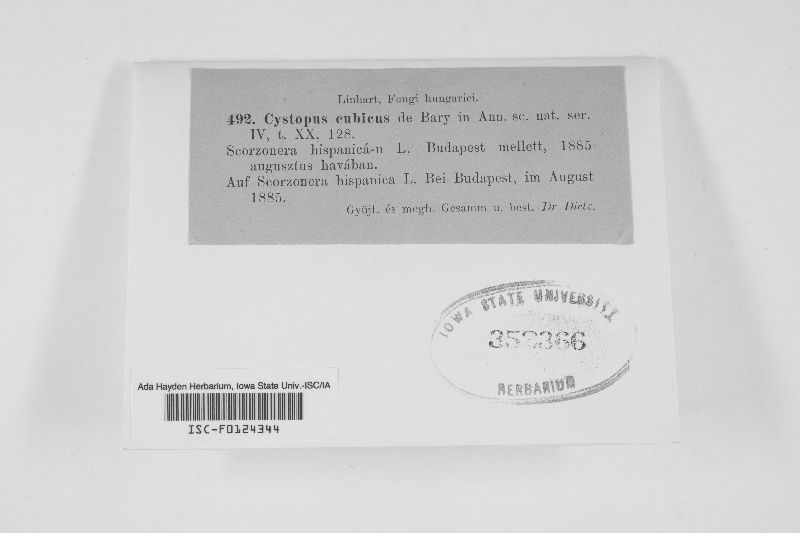 Linhart, Fungi hungarici.
492. Cystopus cubicus de Bary in Ann. sc. nat. ser.
IV, t. XX, 128.
Scorzonera hispanicá-n L. Budapest mellett, 1885
augusztus havában.
Auf Scorzonera hispanica L. Bei Budapest, im August
1885.
Gyüjt. és megh. Gesamm u. best. Dr Dietz.
IOWA STATE UNIVERSITY
HERBARIUM
Ada Hayden Herbarium, Iowa State Univ.-ISC/IA
ISC-F0124344